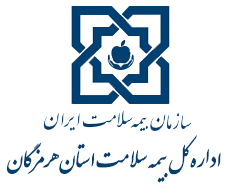 سازمان بیمه سلامت ایران
اداره کل بیمه سلامت استان هرمزگان